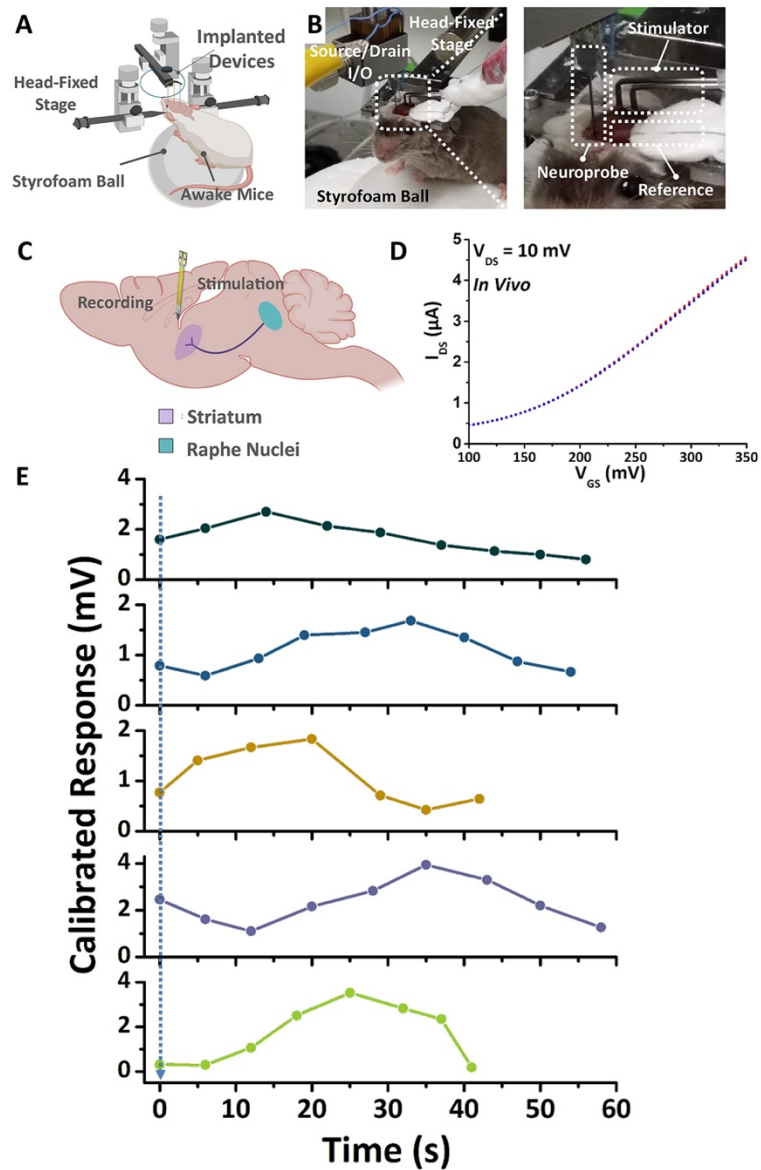 A
Implanted
Devices
Head-Fixed
Stage
Styrofoam Ball
Awake Mice
B
Source/Drain
I/O
Head-Fixed
Stage
Styrofoam Ball
Stimulator
Neuroprobe
Reference
C
Recording
Stimulation
: Striatum
Raphe Nuclei
D
V_DS = 10 mV
In Vivo
I_DS (μA)
5
4
3
2
1
0
100 150 200 250 300 350
V_GS (mV)
E
Calibrated Response (mV)
4
2
0
2
1
0
2
1
0
4
2
0
4
2
0
0 10 20 30 40 50 60
Time (s)